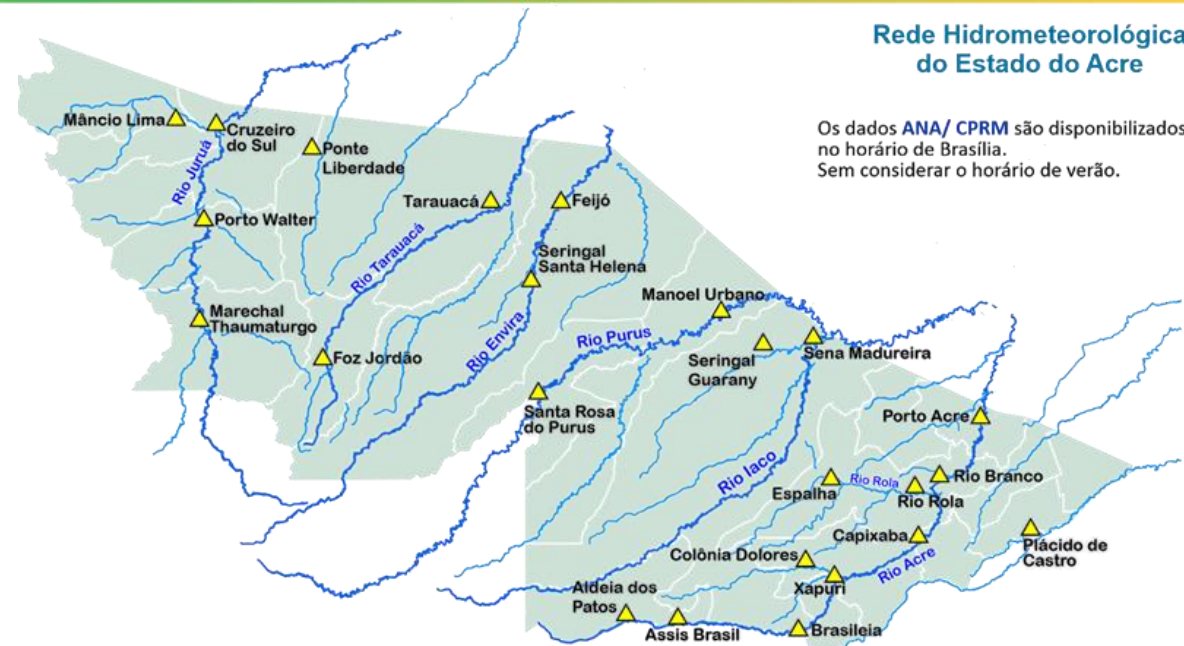 Rede Hidrometeorológica
do Estado do Acre
Os dados ANA/ CPRM são disponibilizados
no horário de Brasília.
Sem considerar o horário de verão.
Mâncio Lima
Cruzeiro
do Sul
Ponte
Liberdade
Rio Juruá
Porto Walter
Tarauacá
Feijó
Rio Tarauacá
Seringal
Santa Helena
Marechal
Thaumaturgo
Foz Jordão
Rio Envira
Manoel Urbano
Rio Purus
Seringal
Guarany
Sena Madureira
Santa Rosa
do Purus
Porto Acre
Rio Iaco
Espalha
Rio Rola
Rio Rola
Rio Branco
Capixaba
Plácido de
Castro
Colônia Dolores
Rio Acre
Xapuri
Aldeia dos
Patos
Assis Brasil
Brasileia